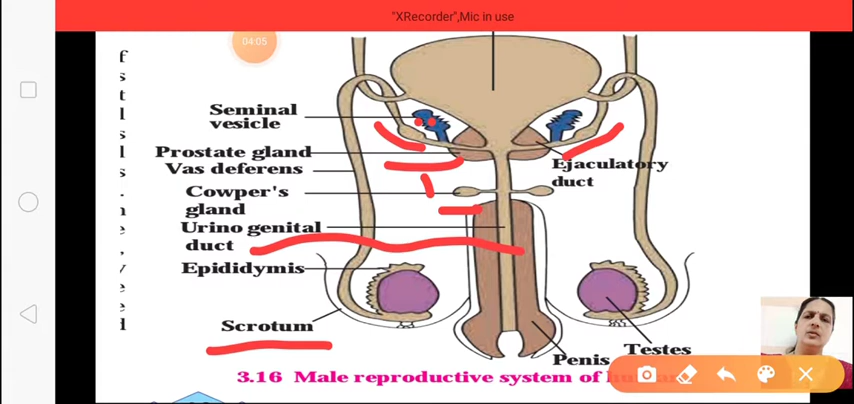 "XRecorder",Mic in use
04:05
f
s
t
l
s
l
s
.
n
e
,
y
e
e
d
Seminal
vesicle
Prostate gland
Vas deferens
Cowper's
gland
Urino genital
duct
Epididymis
Scrotum
Ejaculatory
duct
Testes
Penis
3.16 Male reproductive system of